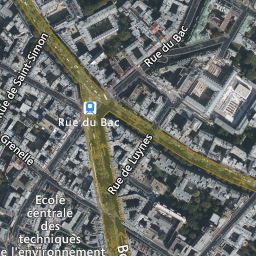 Rue du Bac
Rue de Saint-Simon
Rue du Bac
Grenelle
Rue de Luynes
Ecole
centrale
des
techniques
e l'environnement
Bo